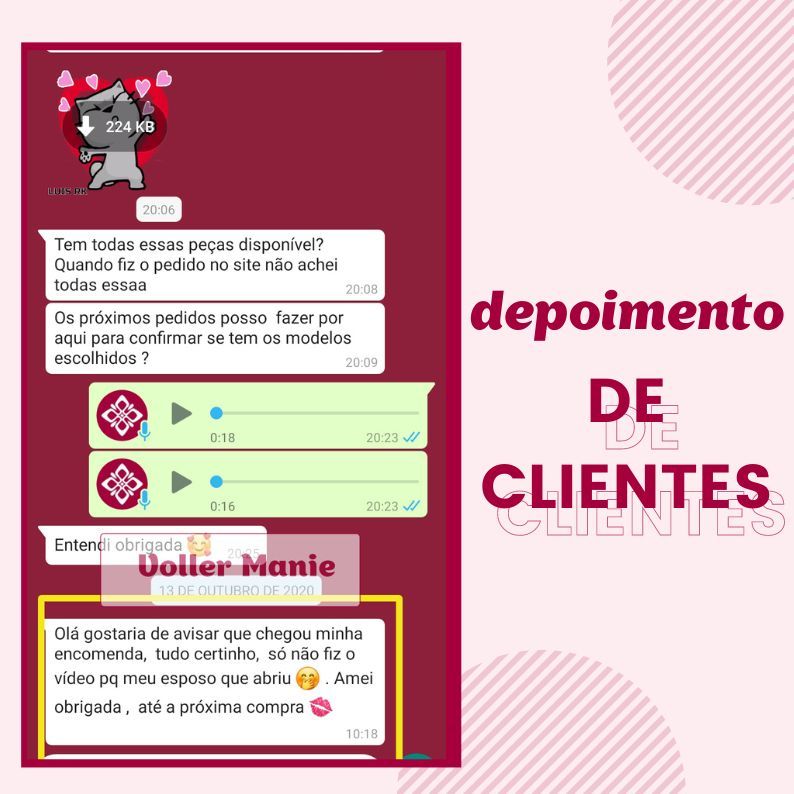 224 KB
LUIS RK
20:06
Tem todas essas peças disponível?
Quando fiz o pedido no site não achei
todas essaa
20:08
Os próximos pedidos posso fazer por
aqui para confirmar se tem os modelos
escolhidos ?
20:09
0:18
20:23
0:16
20:23
Entendi obrigada 🥰
20:25
Voller Manie
13 DE OUTUBRO DE 2020
Olá gostaria de avisar que chegou minha
encomenda, tudo certinho, só não fiz o
vídeo pq meu esposo que abriu 🤭 . Amei
obrigada , até a próxima compra 💋
10:18
depoimento
DE
DE
CLIENTES
CLIENTES